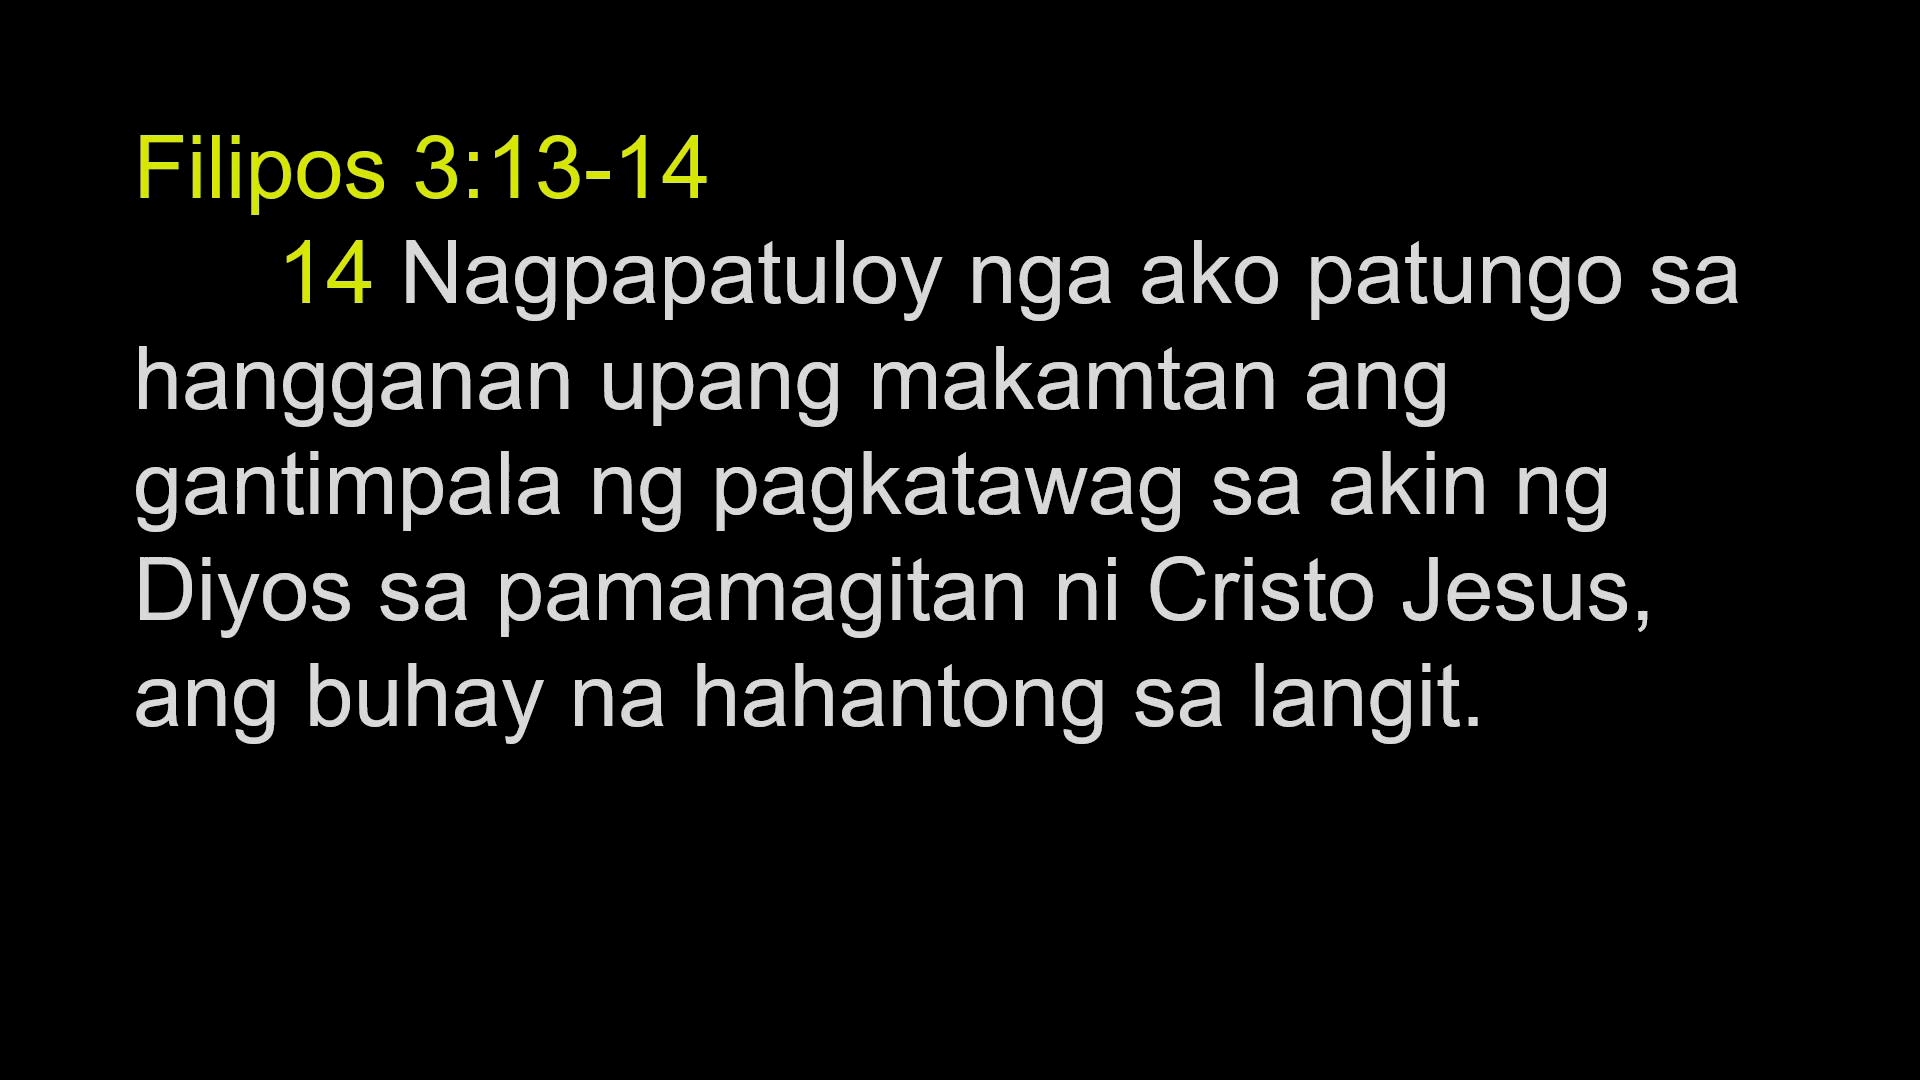 Filipos 3:13-14
14 Nagpapatuloy nga ako patungo sa
hangganan upang makamtan ang
gantimpala ng pagkatawag sa akin ng
Diyos sa pamamagitan ni Cristo Jesus,
ang buhay na hahantong sa langit.